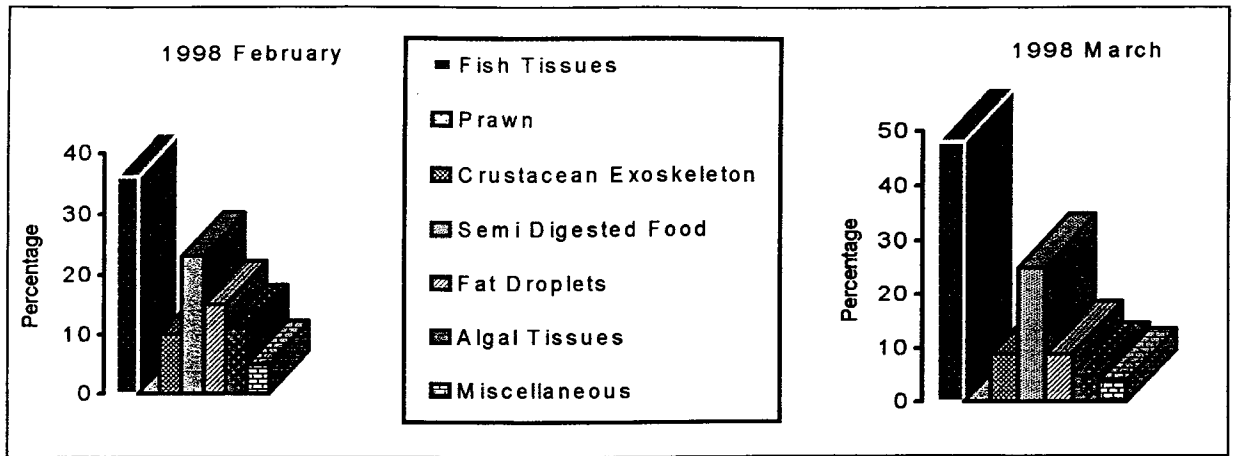 1998 February
Percentage
40
30
20
10
0
Fish Tissues
Prawn
Crustacean Exoskeleton
Semi Digested Food
Fat Droplets
Algal Tissues
Miscellaneous
1998 March
Percentage
50
40
30
20
10
0